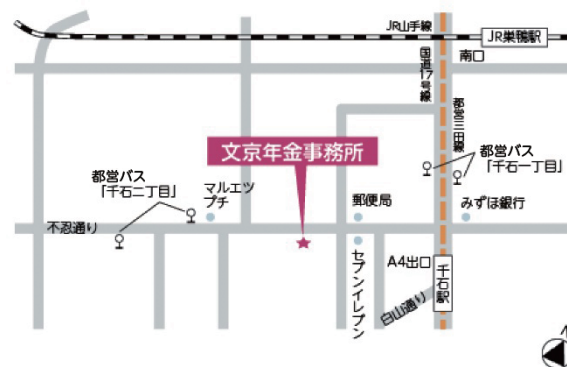 JR山手線
JR巣鴨駅
国道17号線
南口
都営三田線
文京年金事務所
都営バス
「千石一丁目」
都営バス
「千石二丁目」
マルエツ
プチ
郵便局
みずほ銀行
不忍通り
セブンイレブン
A4出口
千石駅
白山通り